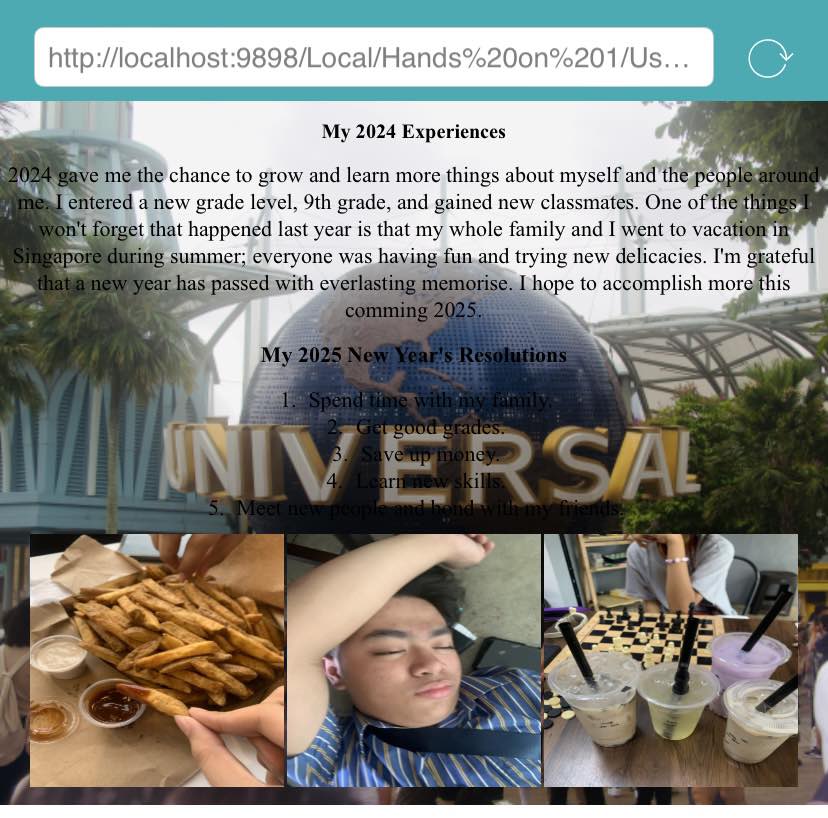 http://localhost:9898/Local/Hands%20on%201/Us...
My 2024 Experiences
2024 gave me the chance to grow and learn more things about myself and the people around
me. I entered a new grade level, 9th grade, and gained new classmates. One of the things I
won't forget that happened last year is that my whole family and I went to vacation in
Singapore during summer; everyone was having fun and trying new delicacies. I'm grateful
that a new year has passed with everlasting memorise. I hope to accomplish more this
comming 2025.
My 2025 New Year's Resolutions
1. Spend time with my family.
2. Get good grades.
3. Save up money.
4. Learn new skills.
5. Meet new people and bond with my friends.
UNIVERSAL